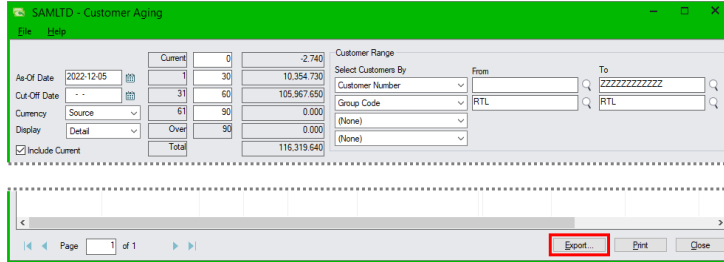 SAMLTD - Customer Aging
File Help
Current 0 -2.740
As-Of Date 2022-12-05 1 30 10,354.730
Cut-Off Date - - 31 60 105,967.640
Currency Source 61 90 0.000
Display Detail Over 90 0.000
Include Current Total 116,319.640
Customer Range
Select Customers By From To
Customer Number ZZZZZZZZZZZZ
Group Code RTL RTL
(None)
(None)
Page 1 of 1 Export... Print Close